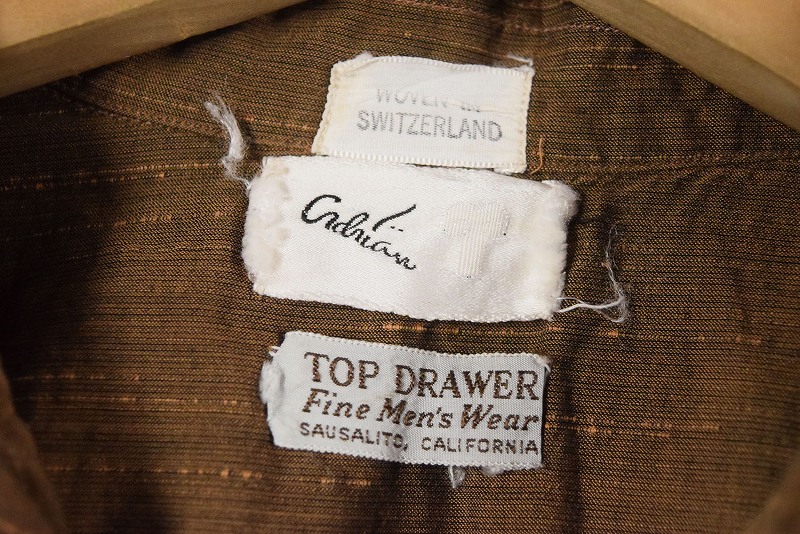 WOVEN IN
SWITZERLAND
Adrian
TOP DRAWER
Fine Men's Wear
SAUSALITO, CALIFORNIA